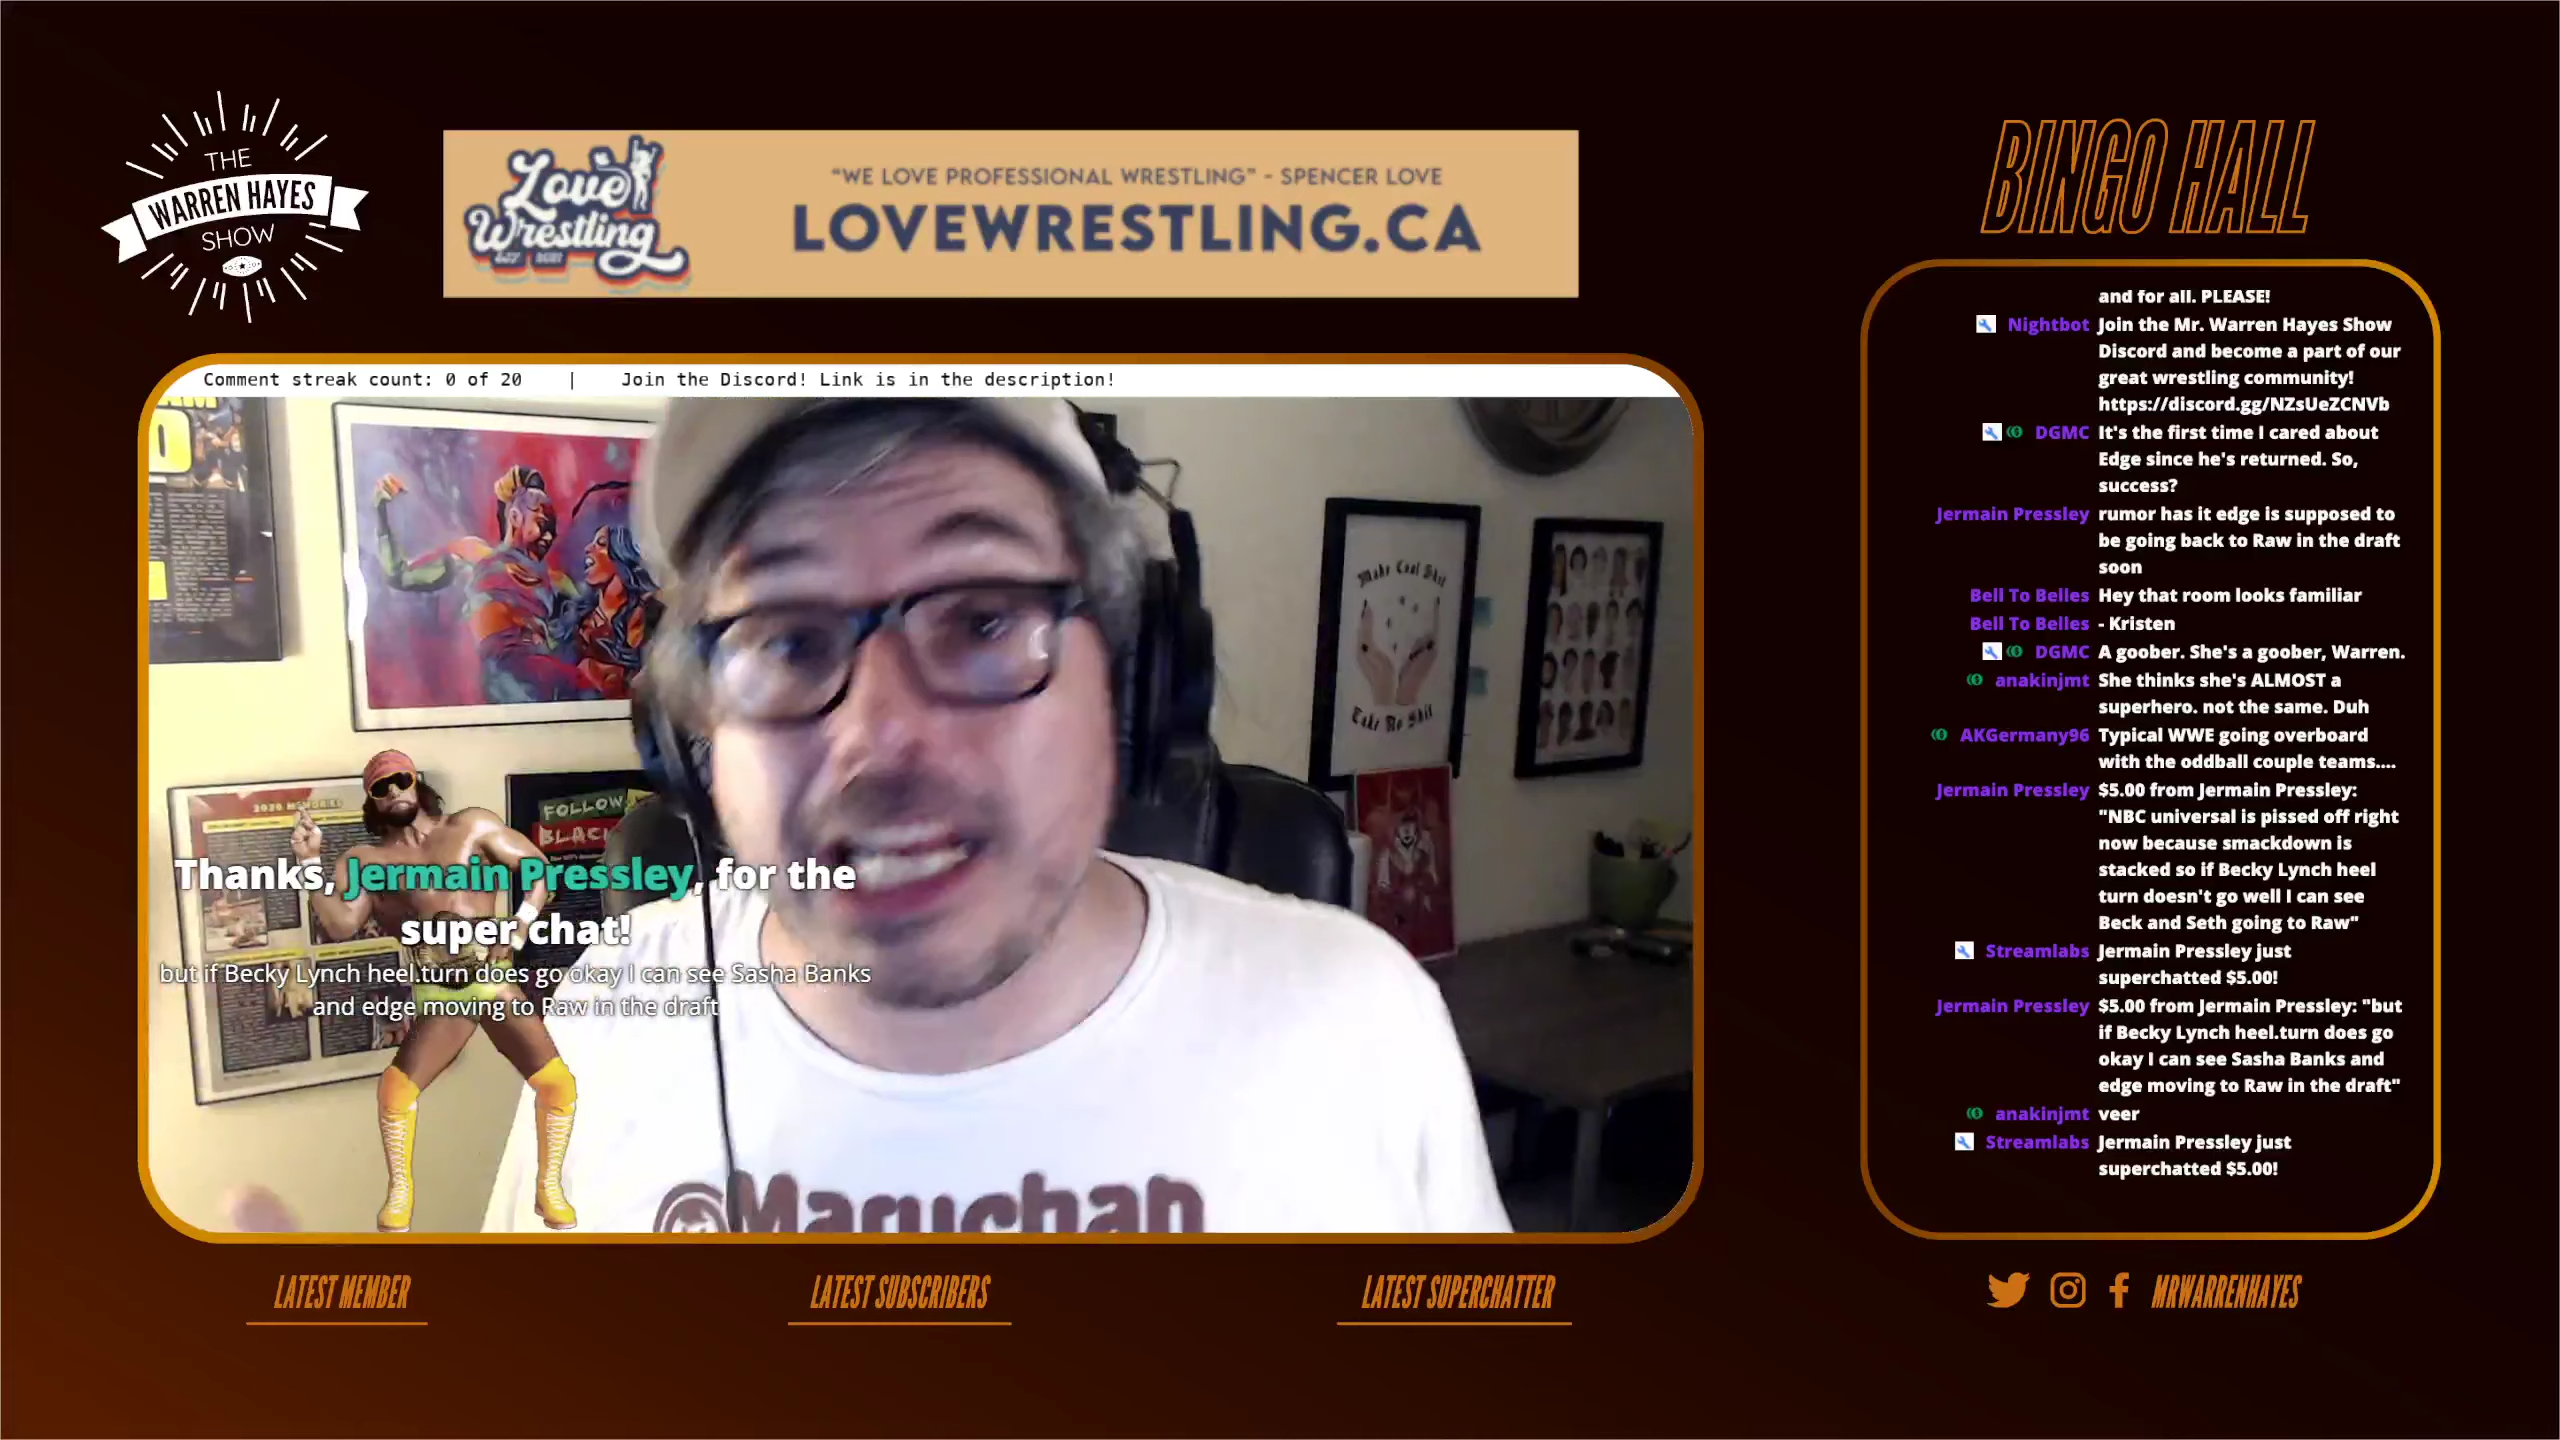 THE
WARREN HAYES
SHOW
Love
Wrestling
"WE LOVE PROFESSIONAL WRESTLING" - SPENCER LOVE
LOVEWRESTLING.CA
BINGO HALL
Comment streak count: 0 of 20 | Join the Discord! Link is in the description!
2020 MEMORIES
FOLLOW
BLACK
Make Cool Shit
Take No Shit
Thanks, Jermain Pressley, for the
super chat!
but if Becky Lynch heel.turn does go okay I can see Sasha Banks
and edge moving to Raw in the draft
@Maruchan
and for all. PLEASE!
Nightbot Join the Mr. Warren Hayes Show
Discord and become a part of our
great wrestling community!
https://discord.gg/NZsUeZCNVb
DGMC It's the first time I cared about
Edge since he's returned. So,
success?
Jermain Pressley rumor has it edge is supposed to
be going back to Raw in the draft
soon
Bell To Belles Hey that room looks familiar
Bell To Belles - Kristen
DGMC A goober. She's a goober, Warren.
anakinjmt She thinks she's ALMOST a
superhero. not the same. Duh
AKGermany96 Typical WWE going overboard
with the oddball couple teams....
Jermain Pressley $5.00 from Jermain Pressley:
"NBC universal is pissed off right
now because smackdown is
stacked so if Becky Lynch heel
turn doesn't go well I can see
Beck and Seth going to Raw"
Streamlabs Jermain Pressley just
superchatted $5.00!
Jermain Pressley $5.00 from Jermain Pressley: "but
if Becky Lynch heel.turn does go
okay I can see Sasha Banks and
edge moving to Raw in the draft"
anakinjmt veer
Streamlabs Jermain Pressley just
superchatted $5.00!
LATEST MEMBER
LATEST SUBSCRIBERS
LATEST SUPERCHATTER
MRWARRENHAYES